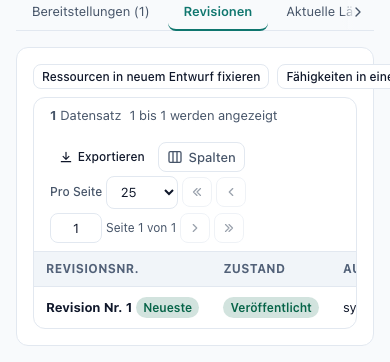 Bereitstellungen (1) Revisionen Aktuelle Lä
Ressourcen in neuem Entwurf fixieren Fähigkeiten in eine
1 Datensatz 1 bis 1 werden angezeigt
Exportieren Spalten
Pro Seite 25
1 Seite 1 von 1
REVISIONSNR. ZUSTAND AU
Revision Nr. 1 Neueste Veröffentlicht sy